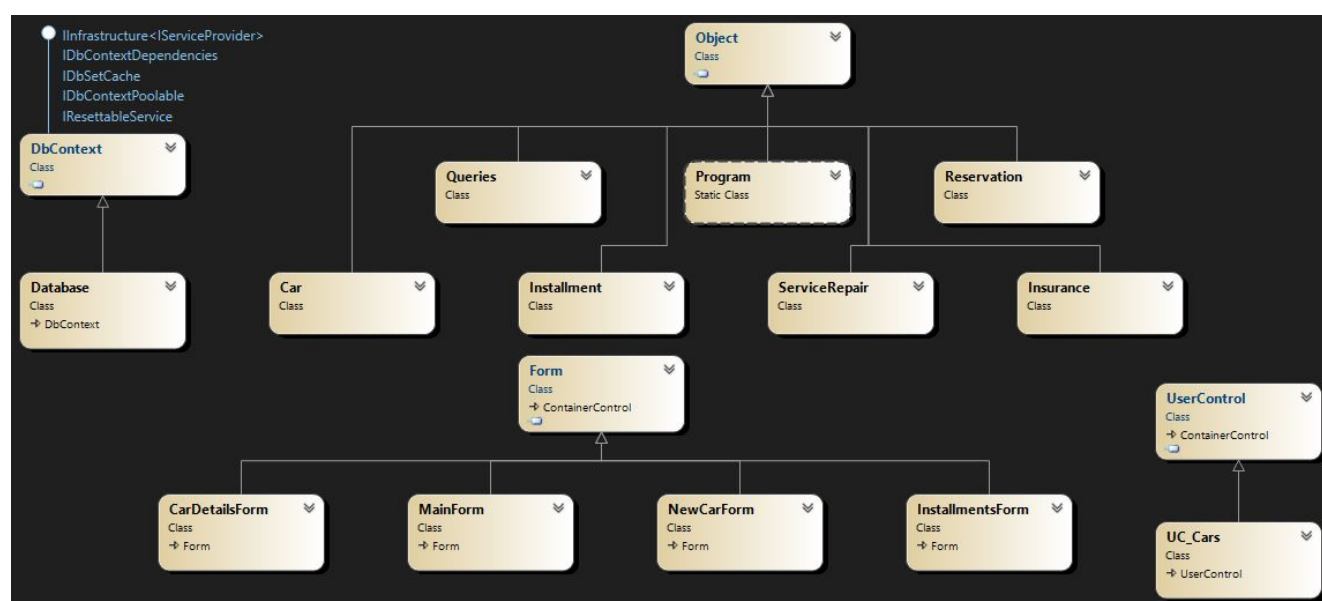 IInfrastructure<IServiceProvider>
IDbContextDependencies
IDbSetCache
IDbContextPoolable
IResettableService
Object
Class
DbContext
Class
Queries
Class
Program
Static Class
Reservation
Class
Database
Class
DbContext
Car
Class
Installment
Class
ServiceRepair
Class
Insurance
Class
Form
Class
ContainerControl
UserControl
Class
ContainerControl
CarDetailsForm
Class
Form
MainForm
Class
Form
NewCarForm
Class
Form
InstallmentsForm
Class
Form
UC_Cars
Class
UserControl